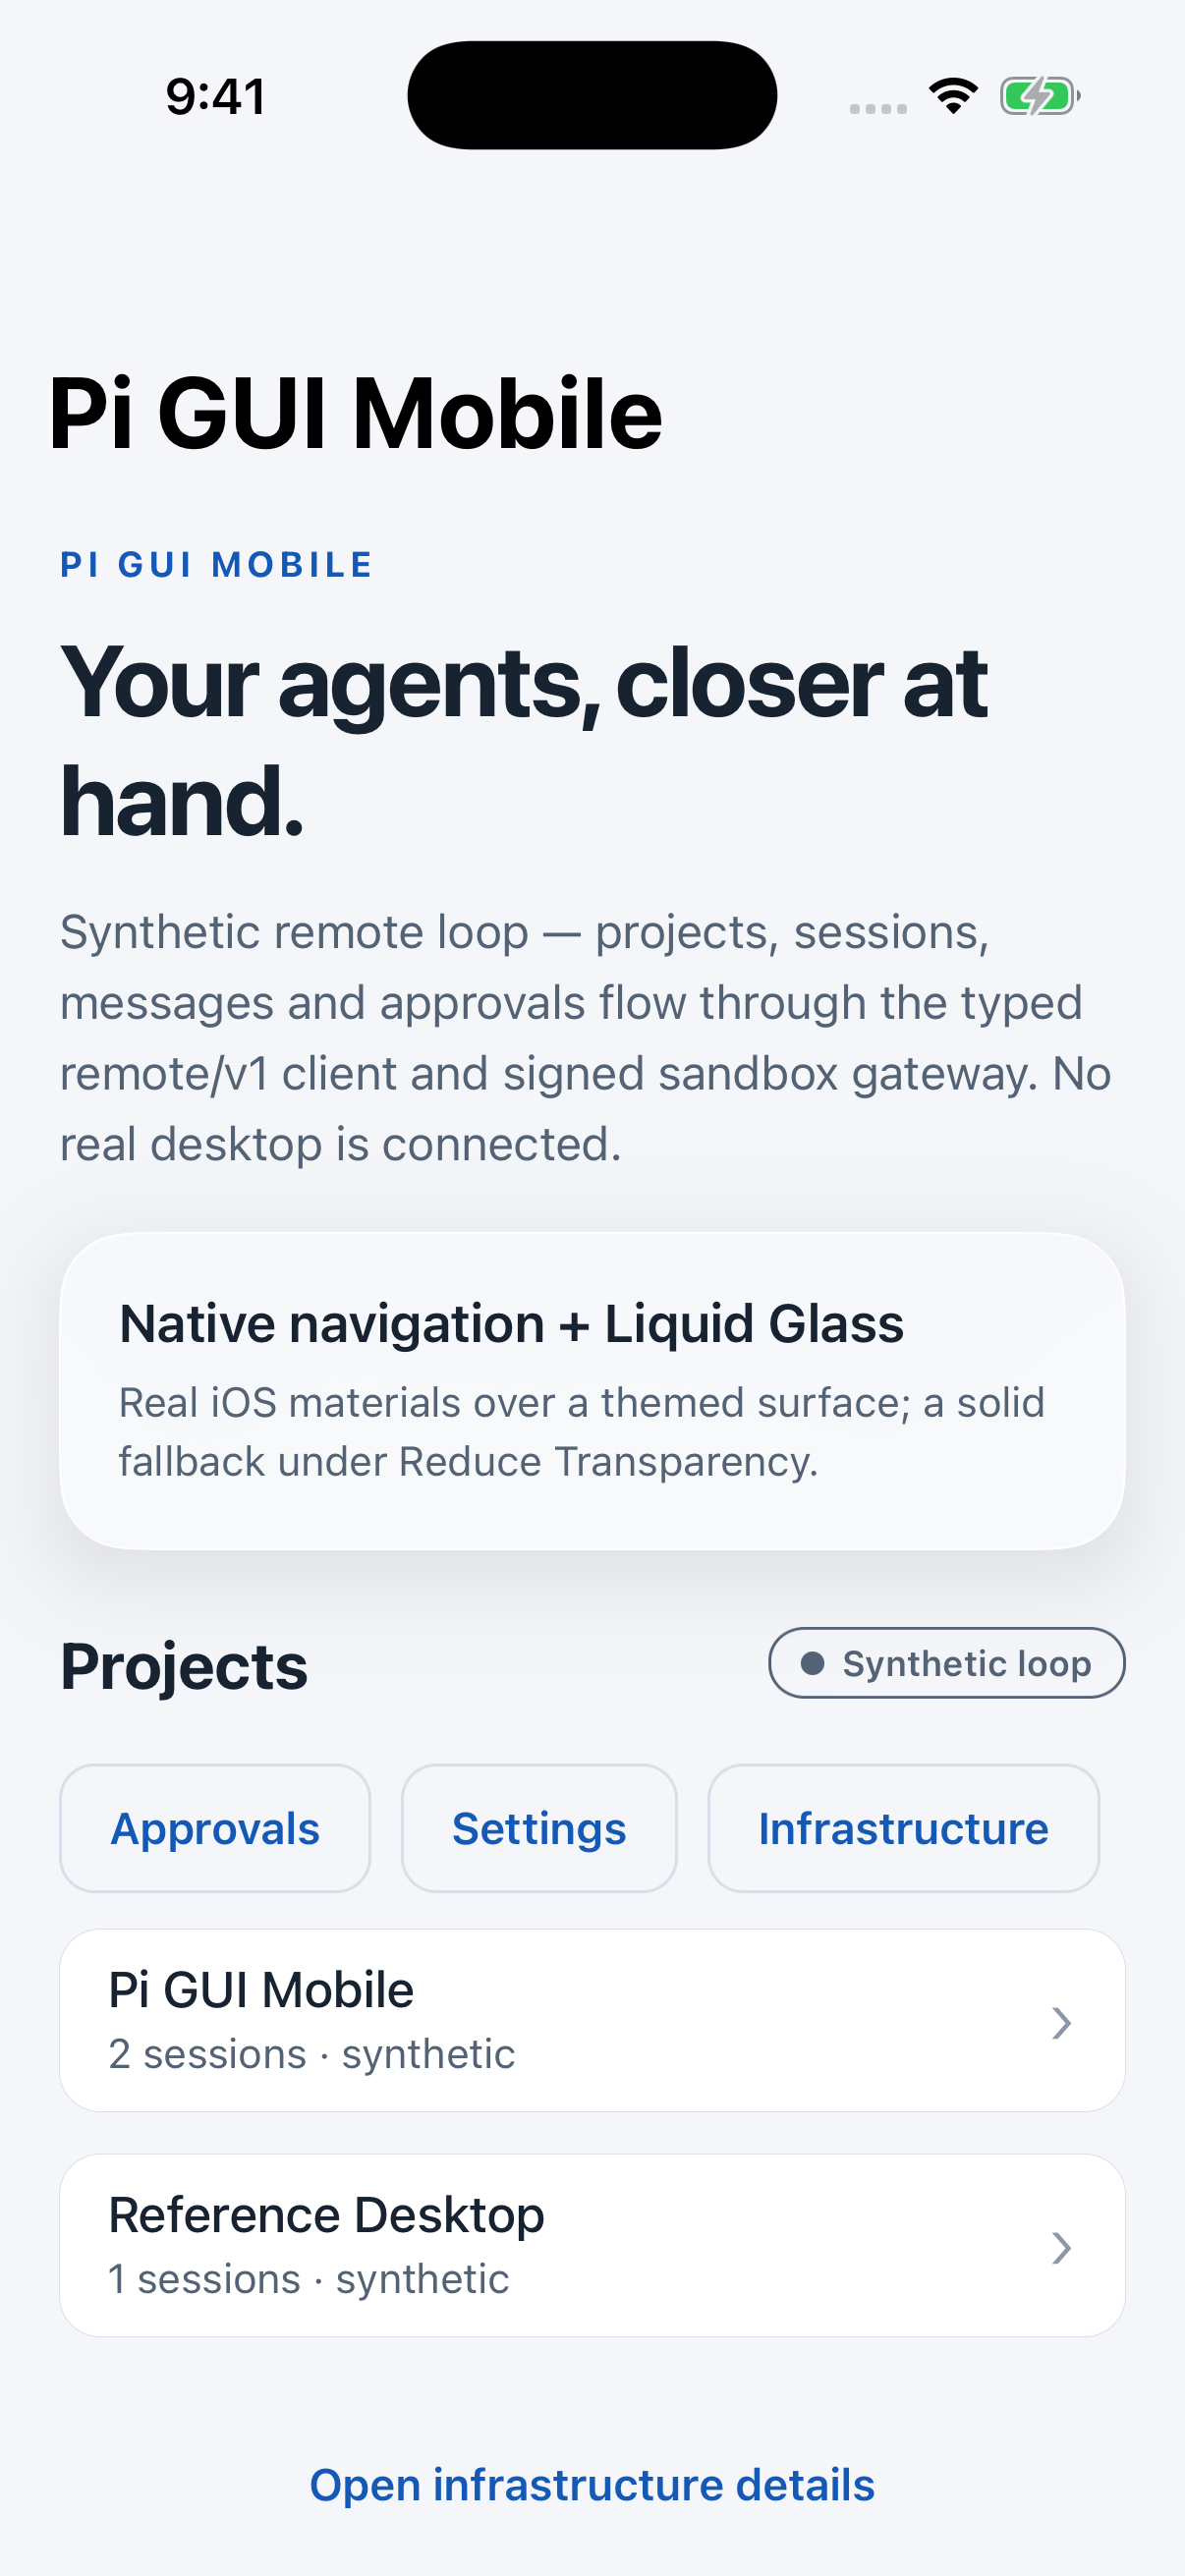 9:41
Pi GUI Mobile
PI GUI MOBILE
Your agents, closer at
hand.
Synthetic remote loop — projects, sessions,
messages and approvals flow through the typed
remote/v1 client and signed sandbox gateway. No
real desktop is connected.
Native navigation + Liquid Glass
Real iOS materials over a themed surface; a solid
fallback under Reduce Transparency.
Projects
Synthetic loop
Approvals
Settings
Infrastructure
Pi GUI Mobile
2 sessions · synthetic
Reference Desktop
1 sessions · synthetic
Open infrastructure details